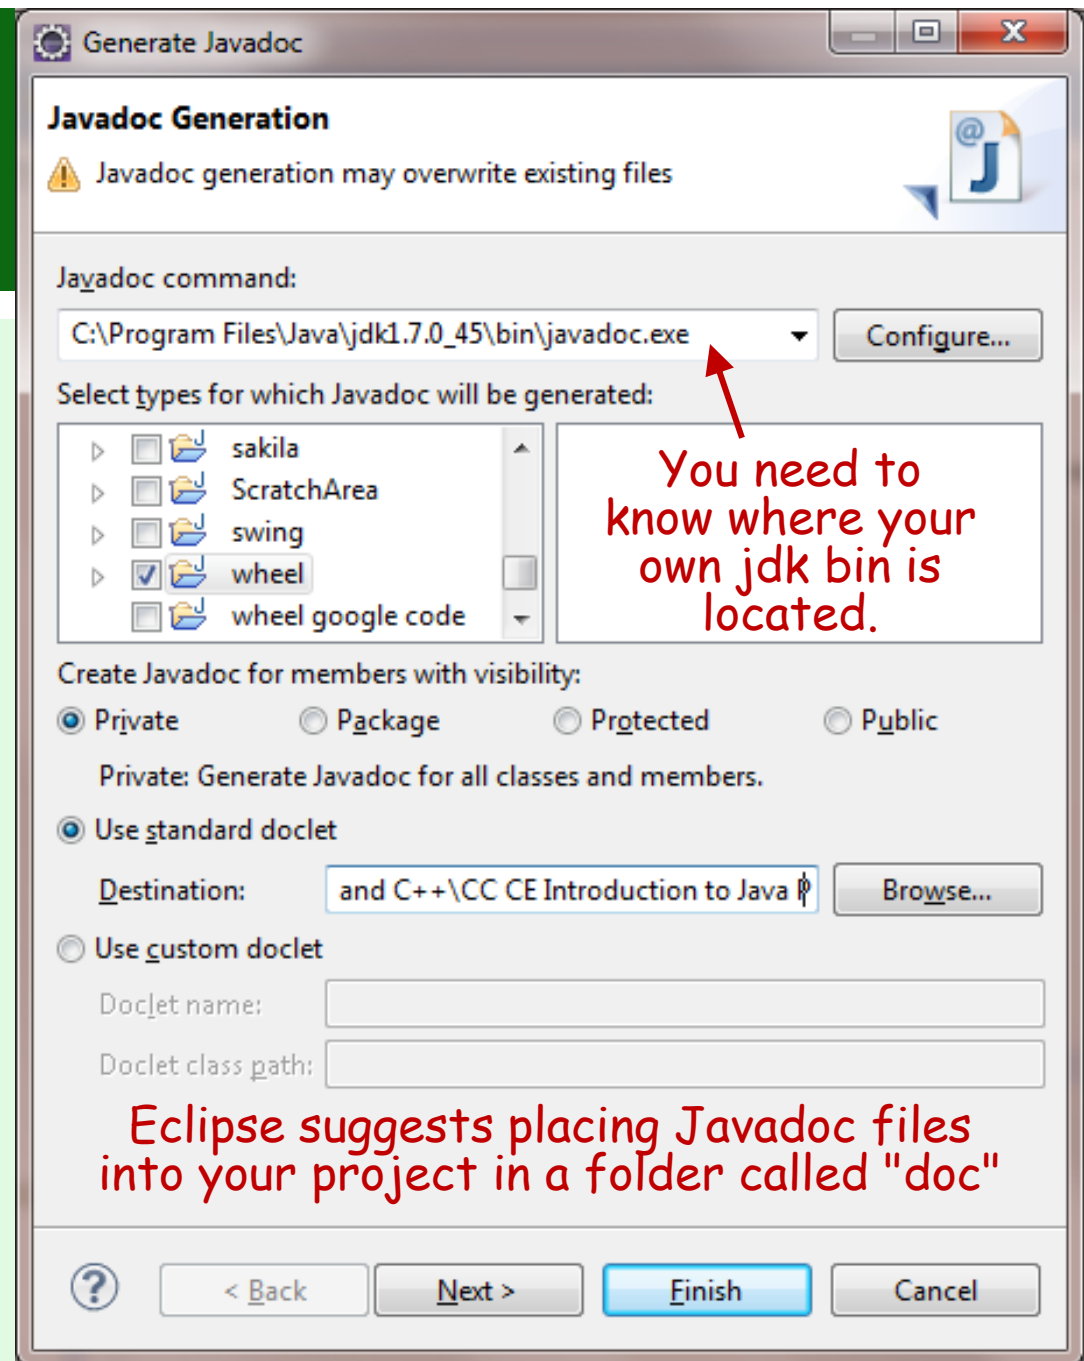 Generate Javadoc
Javadoc Generation
Javadoc generation may overwrite existing files
@
J
Javadoc command:
C:\Program Files\Java\jdk1.7.0_45\bin\javadoc.exe
Configure...
Select types for which Javadoc will be generated:
sakila
ScratchArea
swing
wheel
wheel google code
You need to
know where your
own jdk bin is
located.
Create Javadoc for members with visibility:
Private Package Protected Public
Private: Generate Javadoc for all classes and members.
Use standard doclet
Destination: and C++\CC CE Introduction to Java P Browse...
Use custom doclet
Doclet name:
Doclet class path:
Eclipse suggests placing Javadoc files
into your project in a folder called "doc"
? < Back Next > Finish Cancel